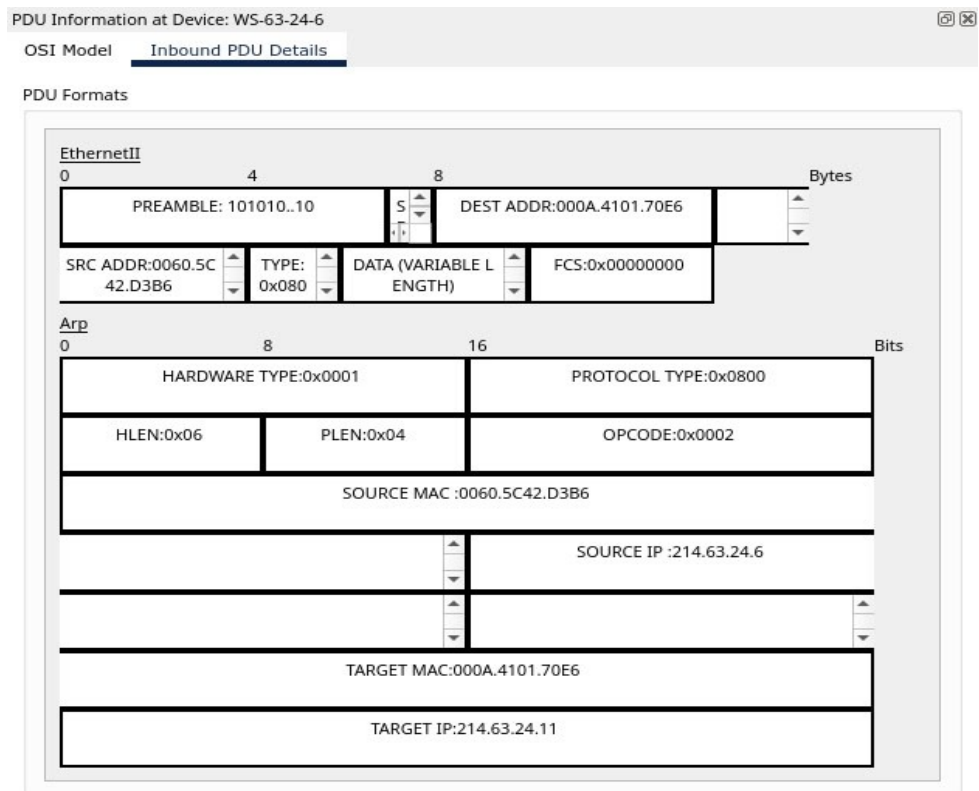 PDU Information at Device: WS-63-24-6
OSI Model Inbound PDU Details
PDU Formats
EthernetII
0 4 8 Bytes
PREAMBLE: 101010..10 S DEST ADDR:000A.4101.70E6
SRC ADDR:0060.5C TYPE: DATA (VARIABLE L FCS:0x00000000
42.D3B6 0x080 ENGTH)
Arp
0 8 16 Bits
HARDWARE TYPE:0x0001 PROTOCOL TYPE:0x0800
HLEN:0x06 PLEN:0x04 OPCODE:0x0002
SOURCE MAC :0060.5C42.D3B6
SOURCE IP :214.63.24.6
TARGET MAC:000A.4101.70E6
TARGET IP:214.63.24.11